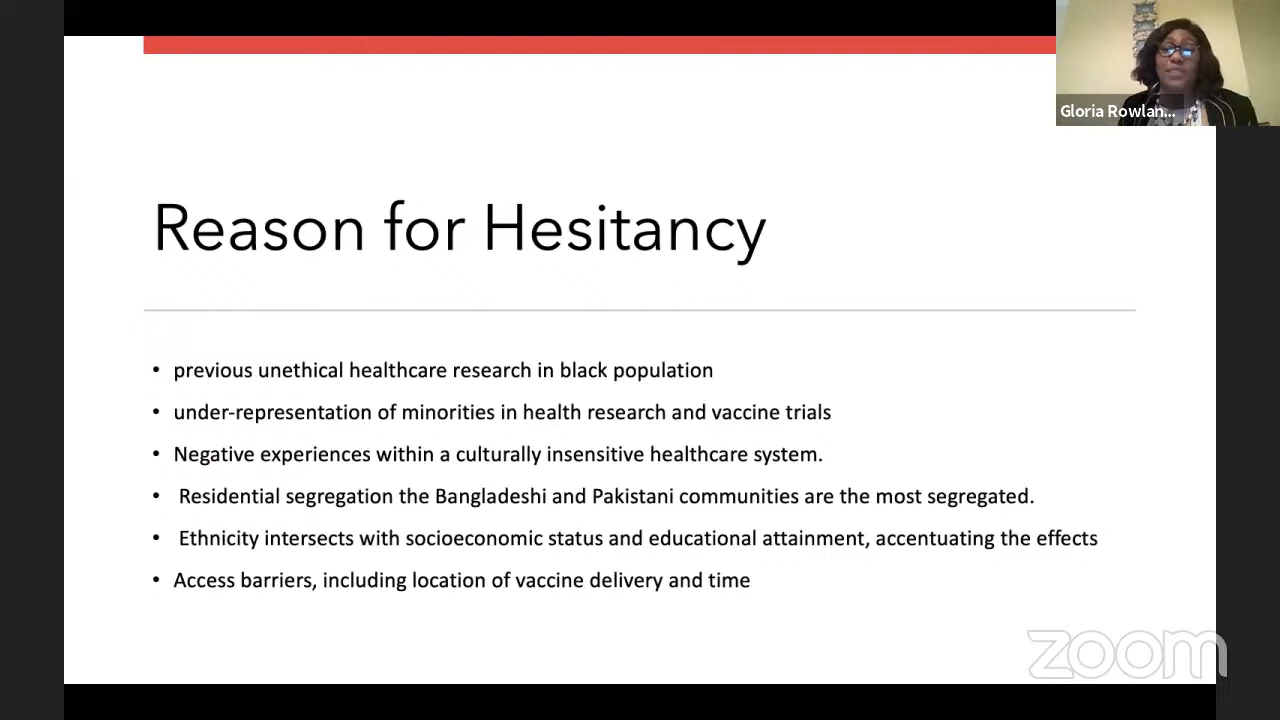 Gloria Rowlan...
Reason for Hesitancy
• previous unethical healthcare research in black population
• under-representation of minorities in health research and vaccine trials
• Negative experiences within a culturally insensitive healthcare system.
• Residential segregation the Bangladeshi and Pakistani communities are the most segregated.
• Ethnicity intersects with socioeconomic status and educational attainment, accentuating the effects
• Access barriers, including location of vaccine delivery and time
zoom